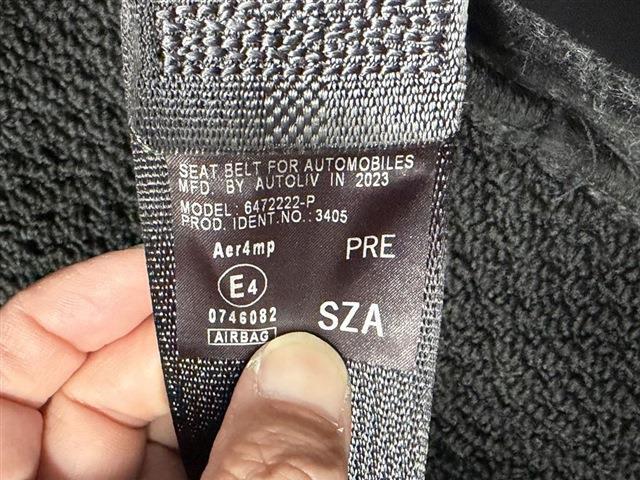 SEAT BELT FOR AUTOMOBILES
MFD. BY AUTOLIV IN 2023
MODEL: 6472222-P
PROD. IDENT.NO.: 3405
Aer4mp PRE
E4
0746082 SZA
AIRBAG